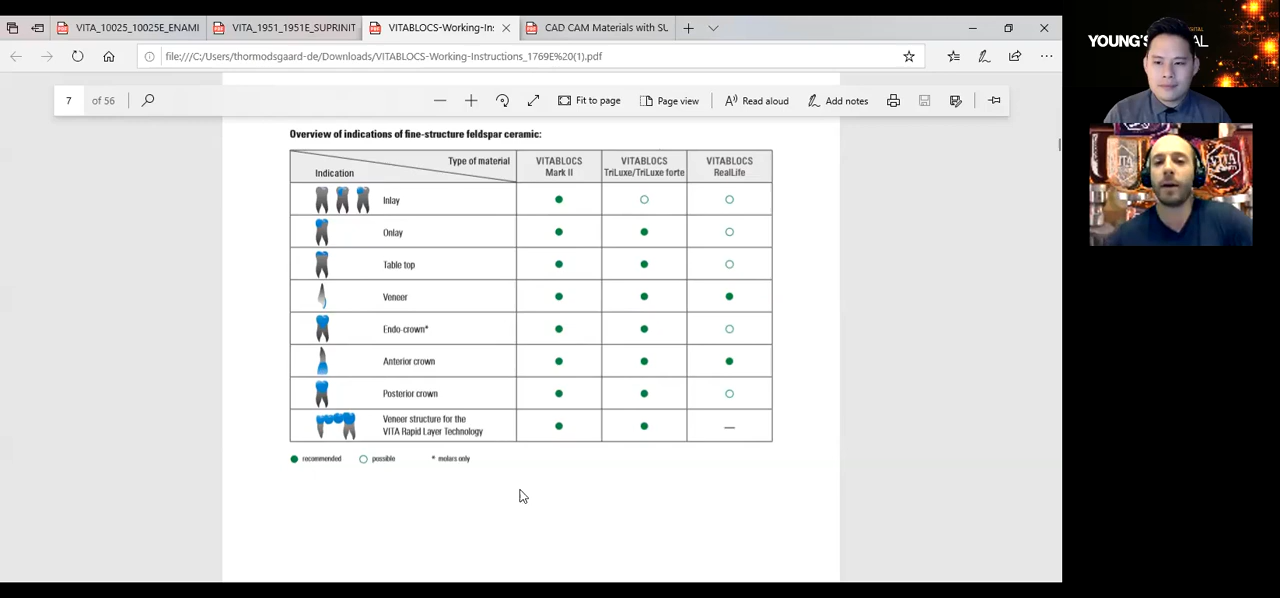 VITA_10025_10025E_ENAMI
VITA_1951_1951E_SUPRINIT
VITABLOCS-Working-Ins
CAD CAM Materials with SU
file:///C:/Users/thormodsgaard-de/Downloads/VITABLOCS-Working-Instructions_1769E%20(1).pdf
7 of 56
Fit to page
Page view
Read aloud
Add notes
Overview of indications of fine-structure feldspar ceramic:
Type of material
Indication
VITABLOCS
Mark II
VITABLOCS
TriLuxe/TriLuxe forte
VITABLOCS
RealLife
Inlay
Onlay
Table top
Veneer
Endo-crown*
Anterior crown
Posterior crown
Veneer structure for the
VITA Rapid Layer Technology
—
recommended
possible
* molars only
YOUNG'S
VITA
VITA